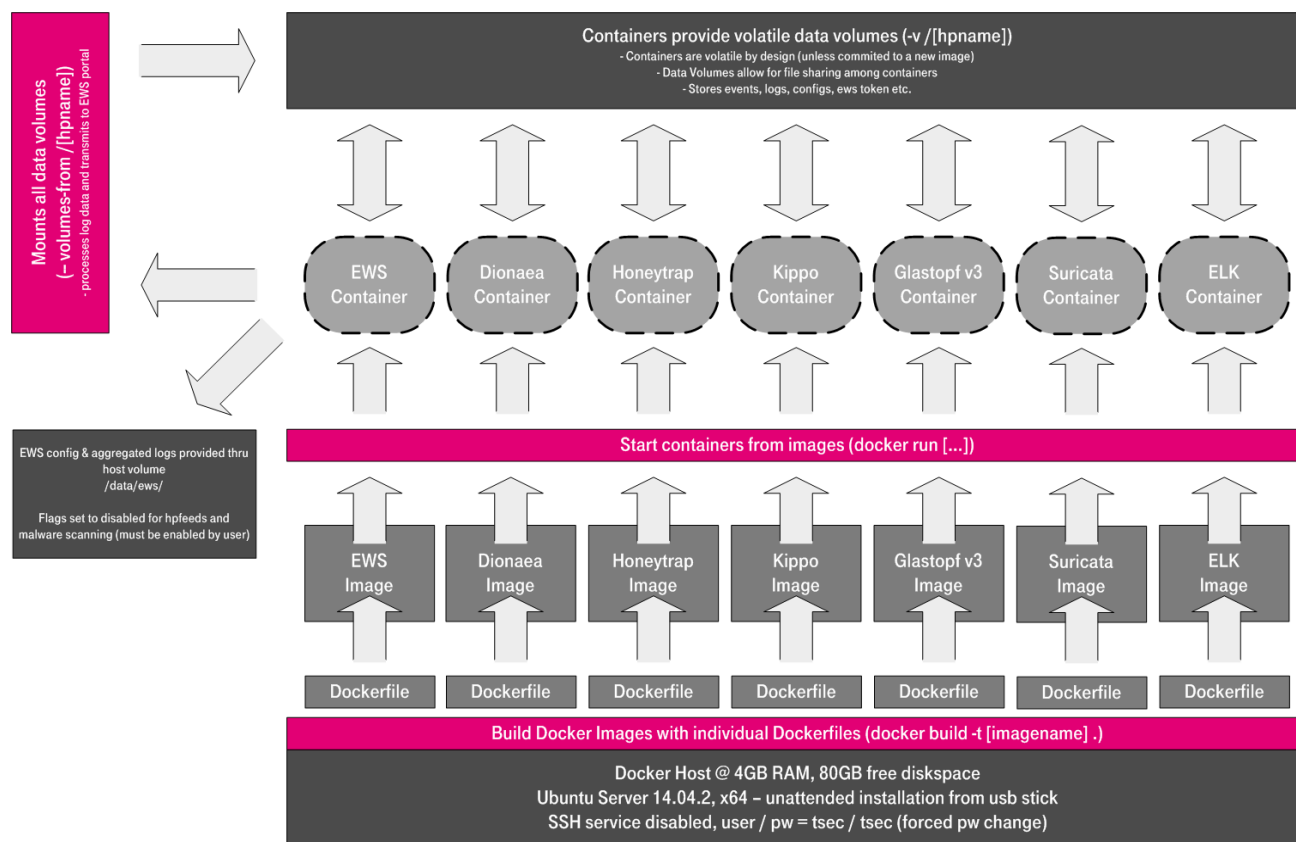 Containers provide volatile data volumes (-v /[hpname])
- Containers are volatile by design (unless commited to a new image)
- Data Volumes allow for file sharing among containers
- Stores events, logs, configs, ews token etc.
Mounts all data volumes
(– volumes-from /[hpname])
- processes log data and transmits to EWS portal
EWS
Container
Dionaea
Container
Honeytrap
Container
Kippo
Container
Glastopf v3
Container
Suricata
Container
ELK
Container
EWS config & aggregated logs provided thru
host volume
/data/ews/
Flags set to disabled for hpfeeds and
malware scanning (must be enabled by user)
Start containers from images (docker run [...])
EWS
Image
Dionaea
Image
Honeytrap
Image
Kippo
Image
Glastopf v3
Image
Suricata
Image
ELK
Image
Dockerfile
Dockerfile
Dockerfile
Dockerfile
Dockerfile
Dockerfile
Dockerfile
Build Docker Images with individual Dockerfiles (docker build -t [imagename] .)
Docker Host @ 4GB RAM, 80GB free diskspace
Ubuntu Server 14.04.2, x64 – unattended installation from usb stick
SSH service disabled, user / pw = tsec / tsec (forced pw change)